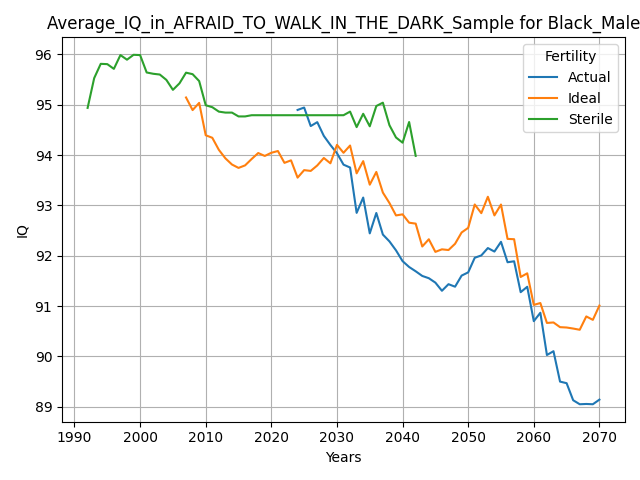 Average_IQ_in_AFRAID_TO_WALK_IN_THE_DARK_Sample for Black_Male
Fertility
Actual
Ideal
Sterile
96
95
94
93
92
91
90
89
IQ
1990
2000
2010
2020
2030
2040
2050
2060
2070
Years